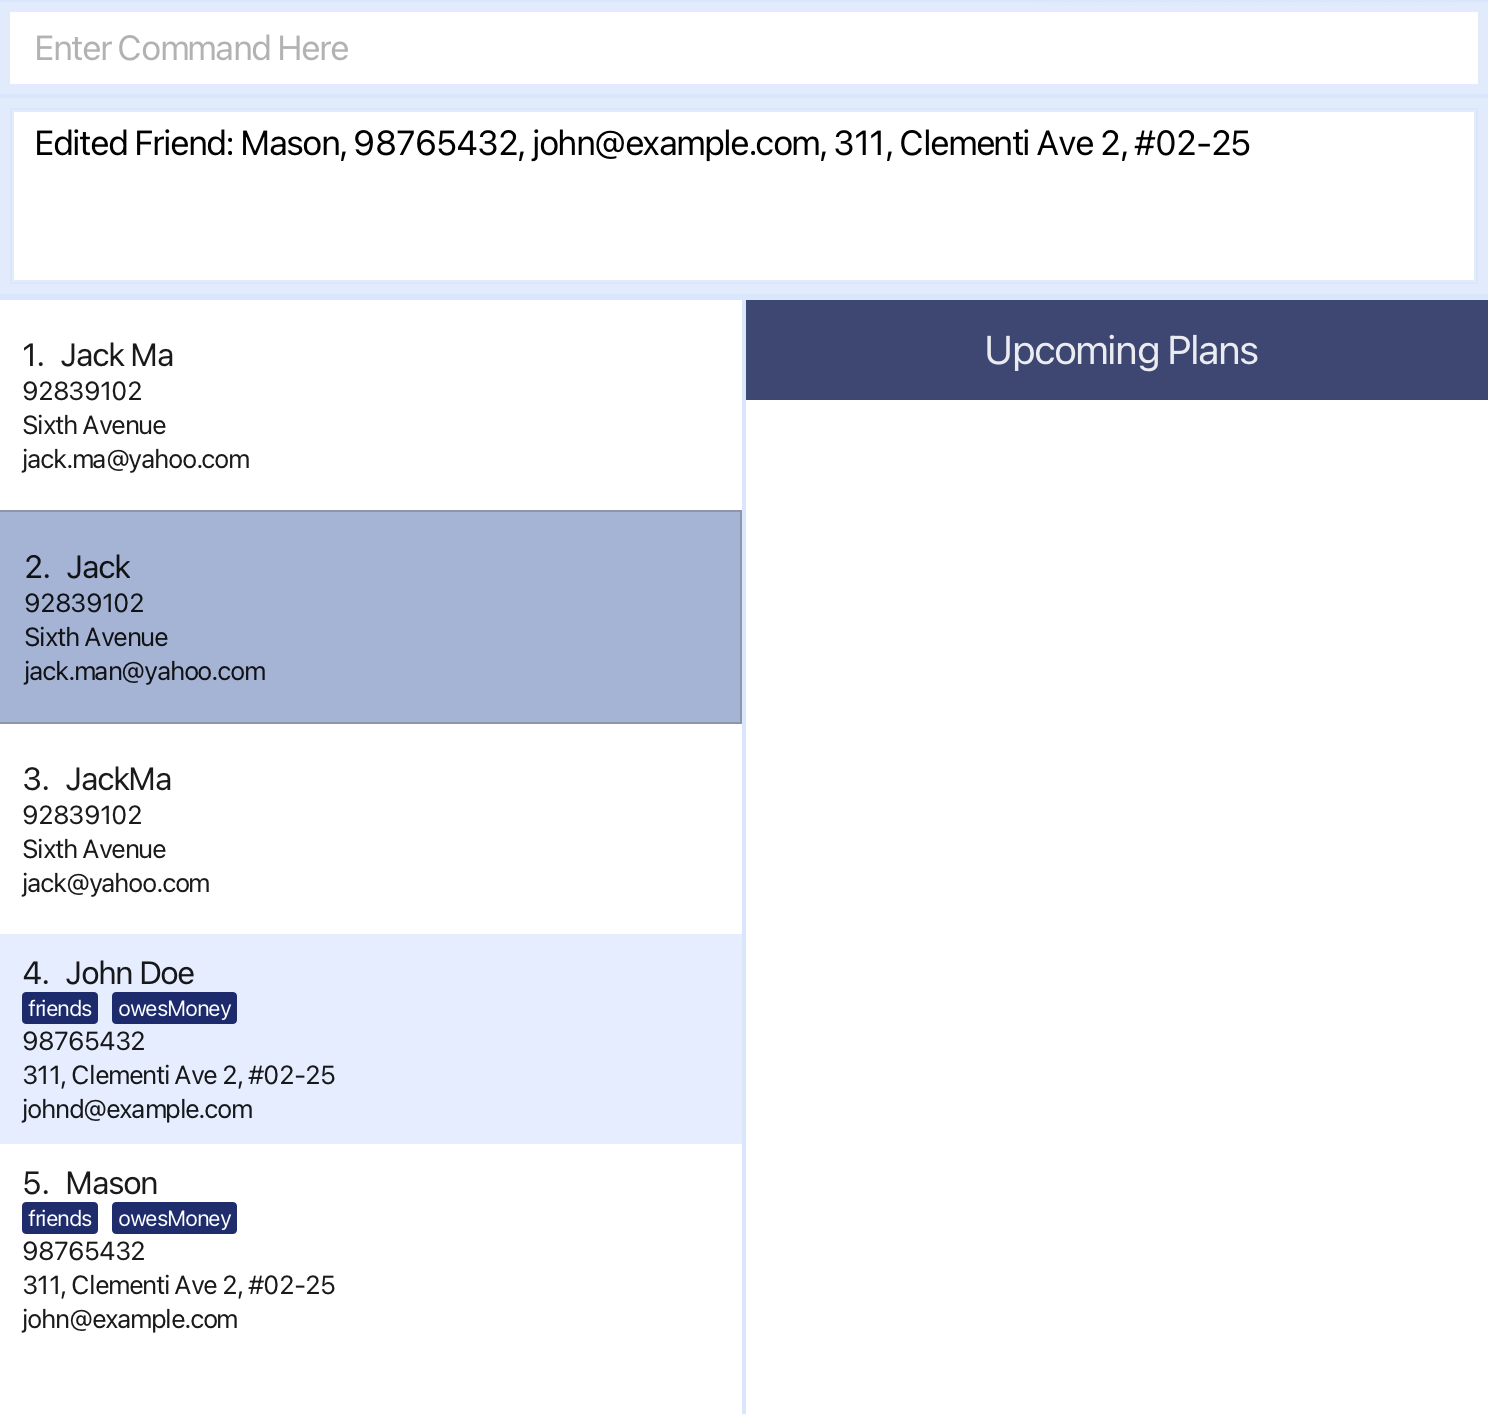 Enter Command Here
Edited Friend: Mason, 98765432, john@example.com, 311, Clementi Ave 2, #02-25
1. Jack Ma
92839102
Sixth Avenue
jack.ma@yahoo.com
2. Jack
92839102
Sixth Avenue
jack.man@yahoo.com
3. JackMa
92839102
Sixth Avenue
jack@yahoo.com
4. John Doe
friends owesMoney
98765432
311, Clementi Ave 2, #02-25
johnd@example.com
5. Mason
friends owesMoney
98765432
311, Clementi Ave 2, #02-25
john@example.com
Upcoming Plans